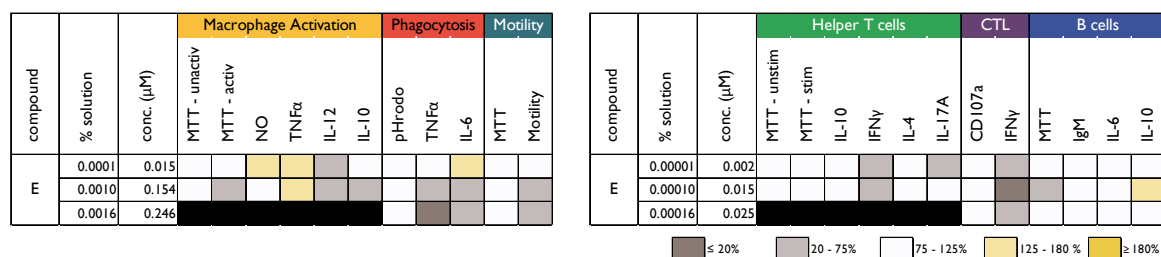 Macrophage Activation Phagocytosis Motility
compound % solution conc. (μM) MTT - unactiv MTT - activ NO TNFα IL-12 IL-10 pHrodo TNFα IL-6 MTT Motility
0.0001 0.015
E 0.0010 0.154
0.0016 0.246
Helper T cells CTL B cells
compound % solution conc. (μM) MTT - unstim MTT - stim IL-10 IFNγ IL-4 IL-17A CD107a IFNγ MTT IgM IL-6 IL-10
0.00001 0.002
E 0.00010 0.015
0.00016 0.025
≤ 20% 20 - 75% 75 - 125% 125 - 180 % ≥ 180%